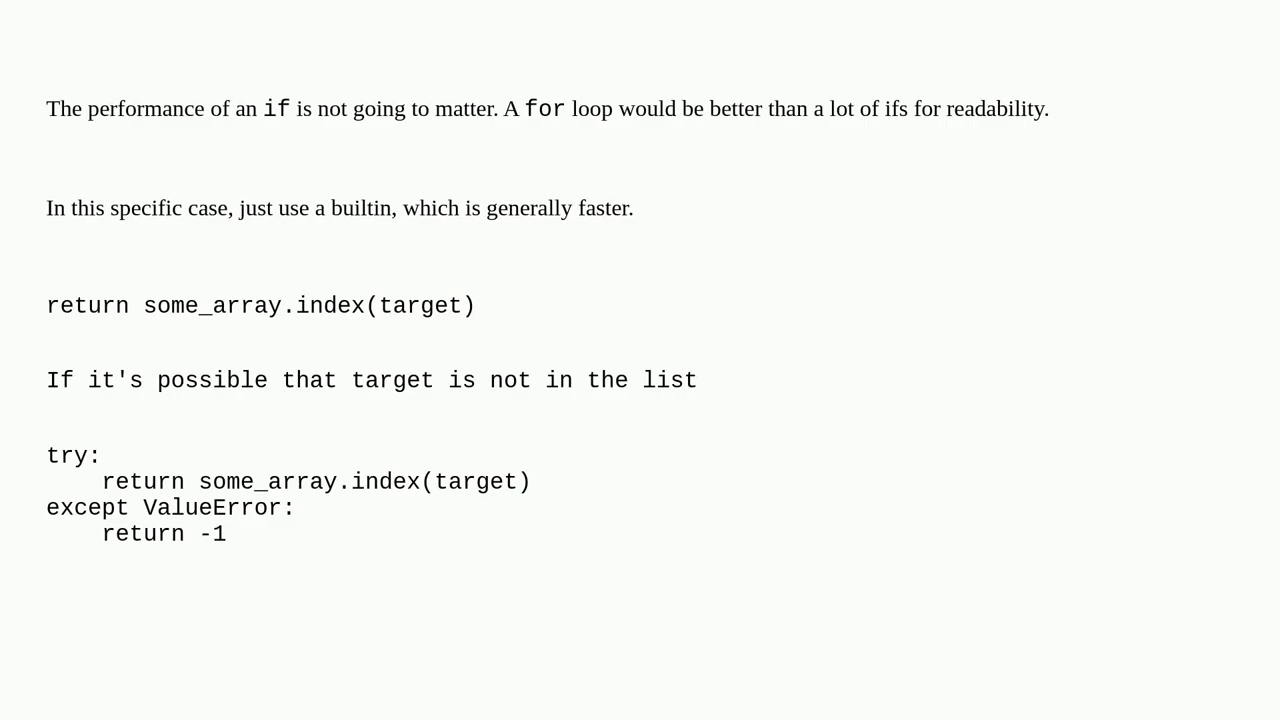 The performance of an if is not going to matter. A for loop would be better than a lot of ifs for readability.
In this specific case, just use a builtin, which is generally faster.
return some_array.index(target)
If it's possible that target is not in the list
try:
    return some_array.index(target)
except ValueError:
    return -1